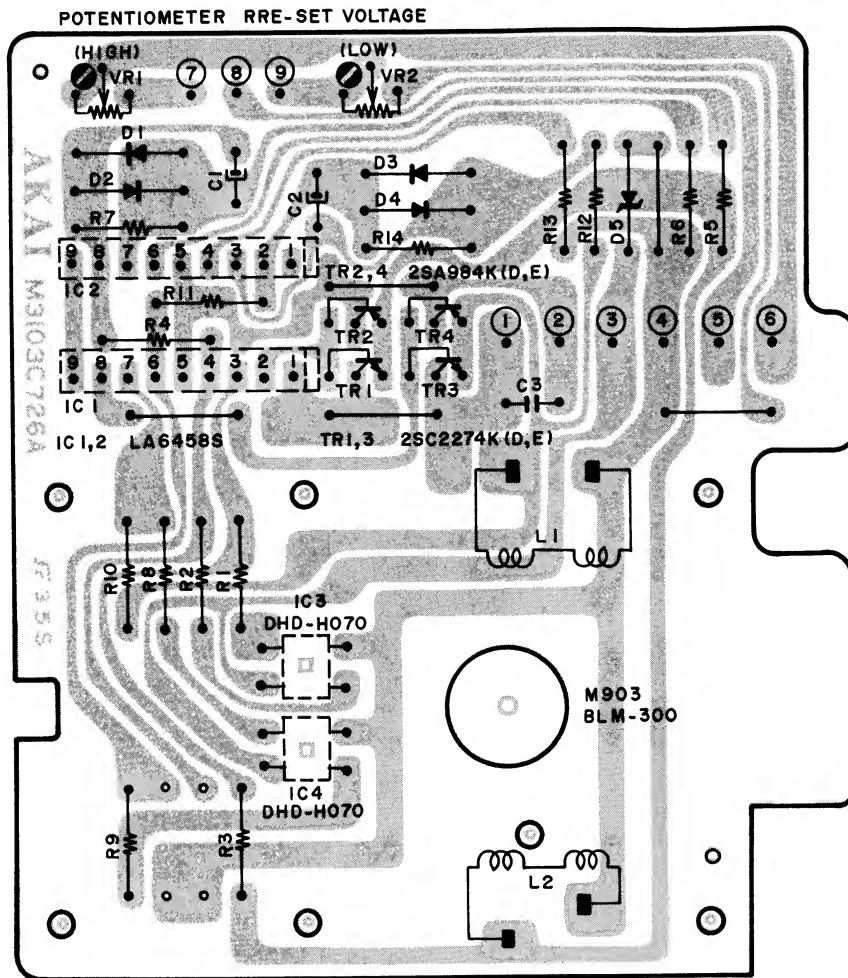 POTENTIOMETER RRE-SET VOLTAGE
(HIGH) (LOW)
VR1 7 8 9 VR2
D1
D2
R7
C1
C2
D3
D4
R14
R13 R12 D5 R6 R5
AKAI M3103C726A
9 8 7 6 5 4 3 2 1
IC2
R11
R4
TR2,4 2SA984K(D,E)
TR2 TR4
1 2 3 4 5 6
9 8 7 6 5 4 3 2 1
IC1
TR1 TR3
C3
IC1,2 LA6458S
TR1,3 2SC2274K(D,E)
L1
R10 R8 R2 R1
IC3
DHD-H070
M903
BLM-300
IC4
DHD-H070
R9 R3
L2